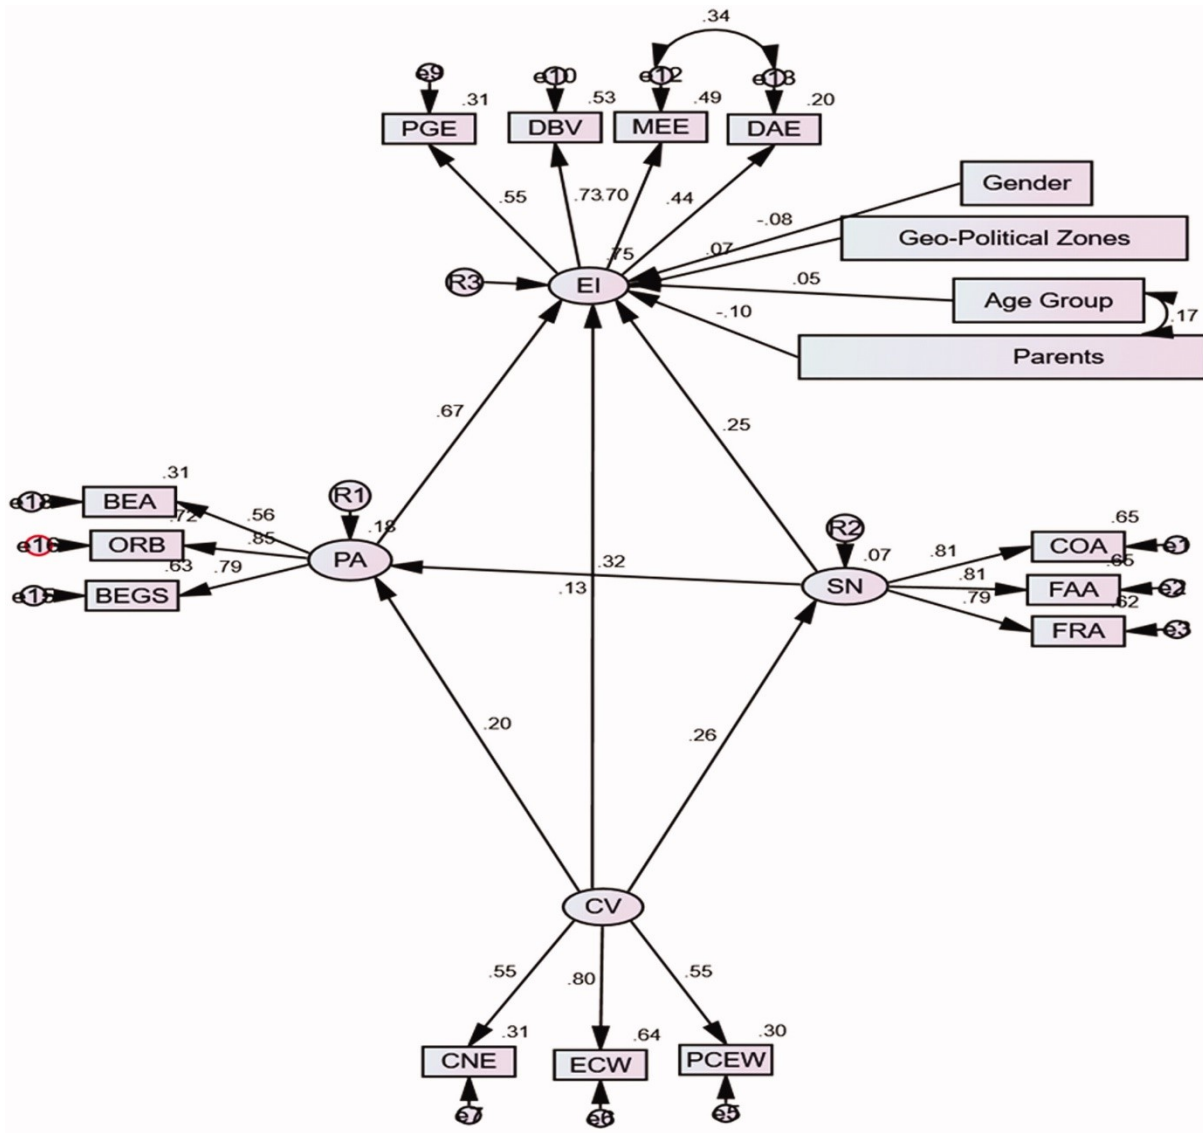 .34
e9 e10 e12 e13
.31 .53 .49 .20
PGE DBV MEE DAE
Gender
.55 .73 .70 .44
-.08
Geo-Political Zones
.75 .07
R3 EI
.05
Age Group
-.10 .17
Parents
.67 .25
.31
e18 BEA R1
.56
.72 .18 R2 .65
ORB .85 .81 COA e1
PA .07
.63 .79 .32 SN .81 .65
BEGS .13 FAA e2
.79 .62
FRA e3
.20 .26
CV
.55 .80 .55
.31 .64 .30
CNE ECW PCEW
e7 e6 e5